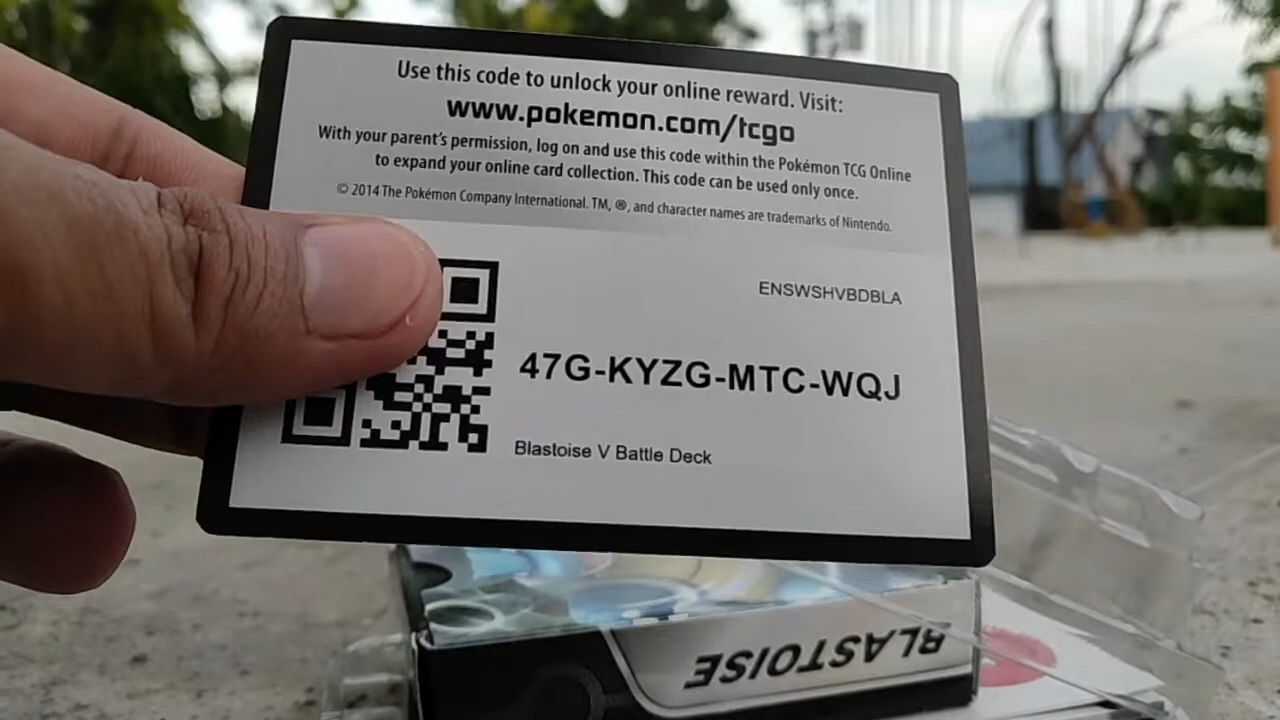 Use this code to unlock your online reward. Visit:
www.pokemon.com/tcgo
With your parent's permission, log on and use this code within the Pokémon TCG Online
to expand your online card collection. This code can be used only once.
© 2014 The Pokémon Company International. TM, ®, and character names are trademarks of Nintendo.
ENSWSHVBDBLA
47G-KYZG-MTC-WQJ
Blastoise V Battle Deck
BLASTOISE